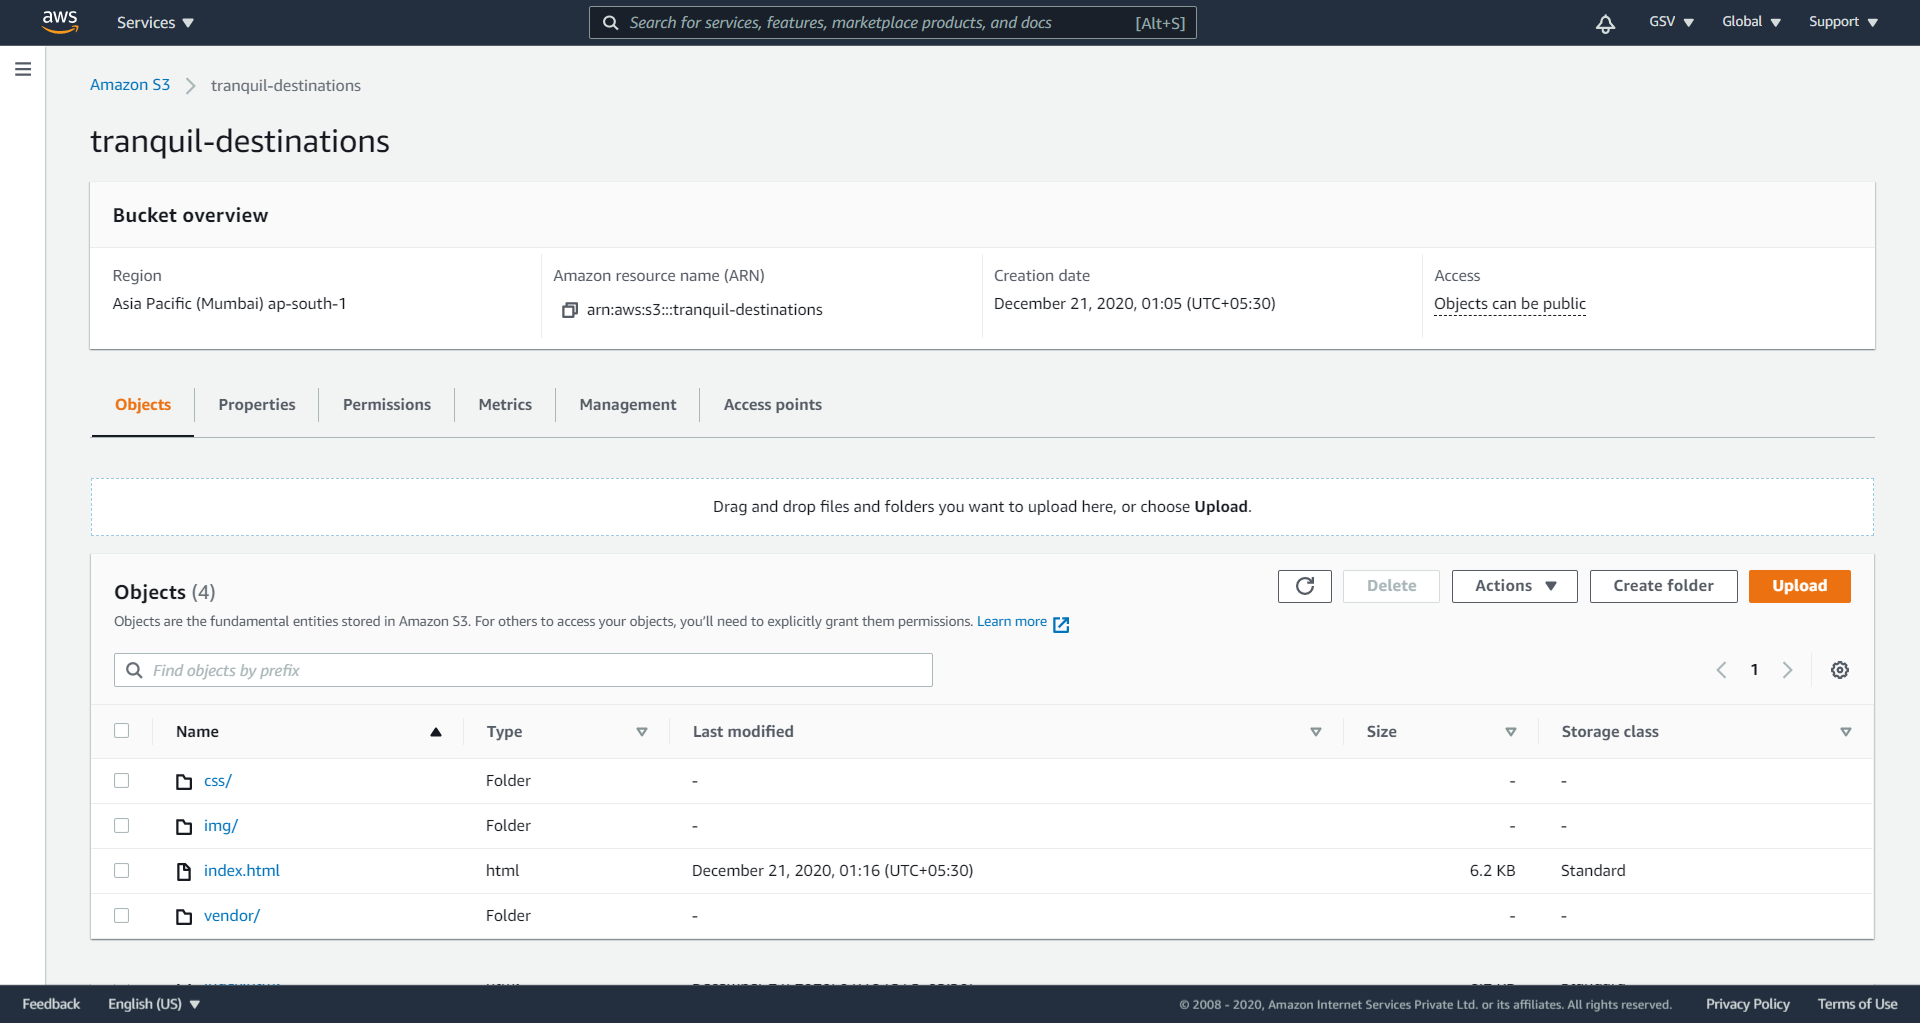 aws Services Search for services, features, marketplace products, and docs [Alt+S] GSV Global Support
Amazon S3 tranquil-destinations
tranquil-destinations
Bucket overview
Region Amazon resource name (ARN) Creation date Access
Asia Pacific (Mumbai) ap-south-1 arn:aws:s3:::tranquil-destinations December 21, 2020, 01:05 (UTC+05:30) Objects can be public
Objects Properties Permissions Metrics Management Access points
Drag and drop files and folders you want to upload here, or choose Upload.
Objects (4) Delete Actions Create folder Upload
Objects are the fundamental entities stored in Amazon S3. For others to access your objects, you'll need to explicitly grant them permissions. Learn more
Find objects by prefix 1
Name Type Last modified Size Storage class
css/ Folder - - -
img/ Folder - - -
index.html html December 21, 2020, 01:16 (UTC+05:30) 6.2 KB Standard
vendor/ Folder - - -
Feedback English (US) © 2008 - 2020, Amazon Internet Services Private Ltd. or its affiliates. All rights reserved. Privacy Policy Terms of Use